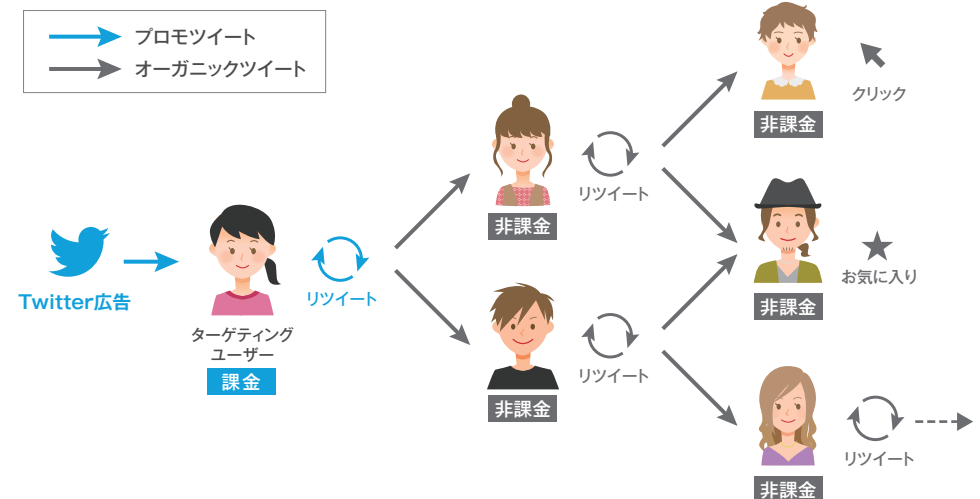 プロモツイート
オーガニックツイート
クリック
非課金
リツイート
非課金
Twitter広告
リツイート
お気に入り
ターゲティング
ユーザー
課金
非課金
リツイート
非課金
リツイート
非課金